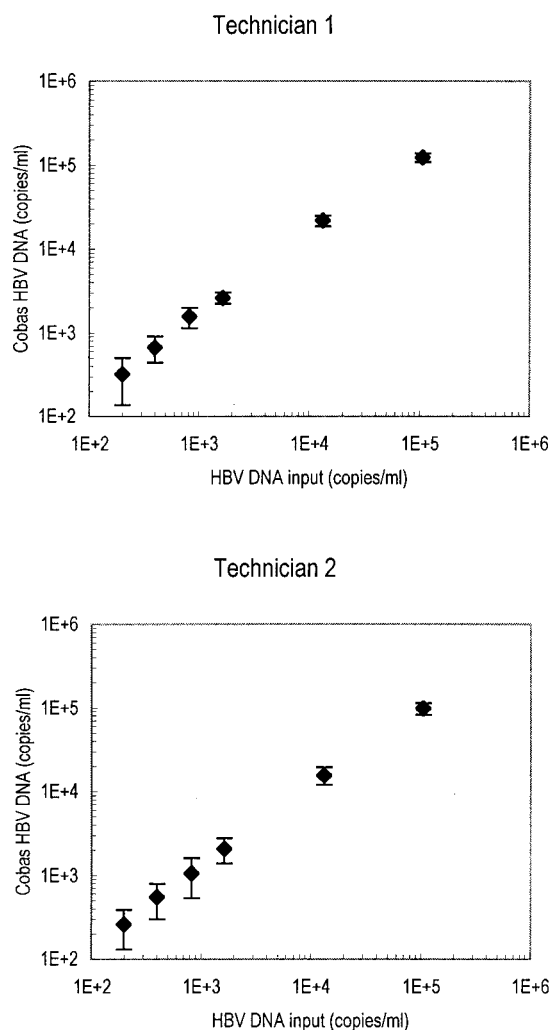 Technician 1
Cobas HBV DNA (copies/ml)
1E+6
1E+5
1E+4
1E+3
1E+2
1E+2 1E+3 1E+4 1E+5 1E+6
HBV DNA input (copies/ml)
Technician 2
Cobas HBV DNA (copies/ml)
1E+6
1E+5
1E+4
1E+3
1E+2
1E+2 1E+3 1E+4 1E+5 1E+6
HBV DNA input (copies/ml)